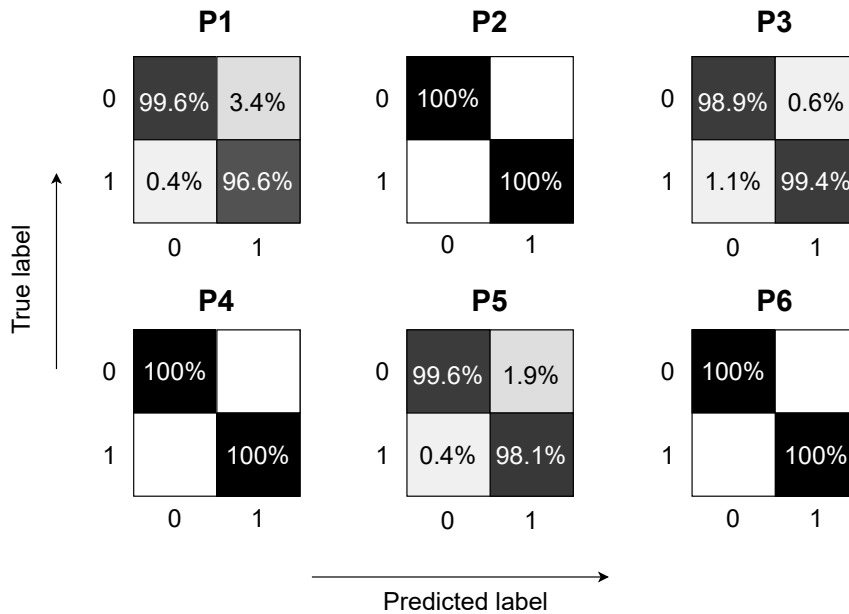 P1 P2 P3
0 99.6% 3.4% 0 100% 0 98.9% 0.6%
1 0.4% 96.6% 1 100% 1 1.1% 99.4%
0 1 0 1 0 1
True label
P4 P5 P6
0 100% 0 99.6% 1.9% 0 100%
1 100% 1 0.4% 98.1% 1 100%
0 1 0 1 0 1
Predicted label